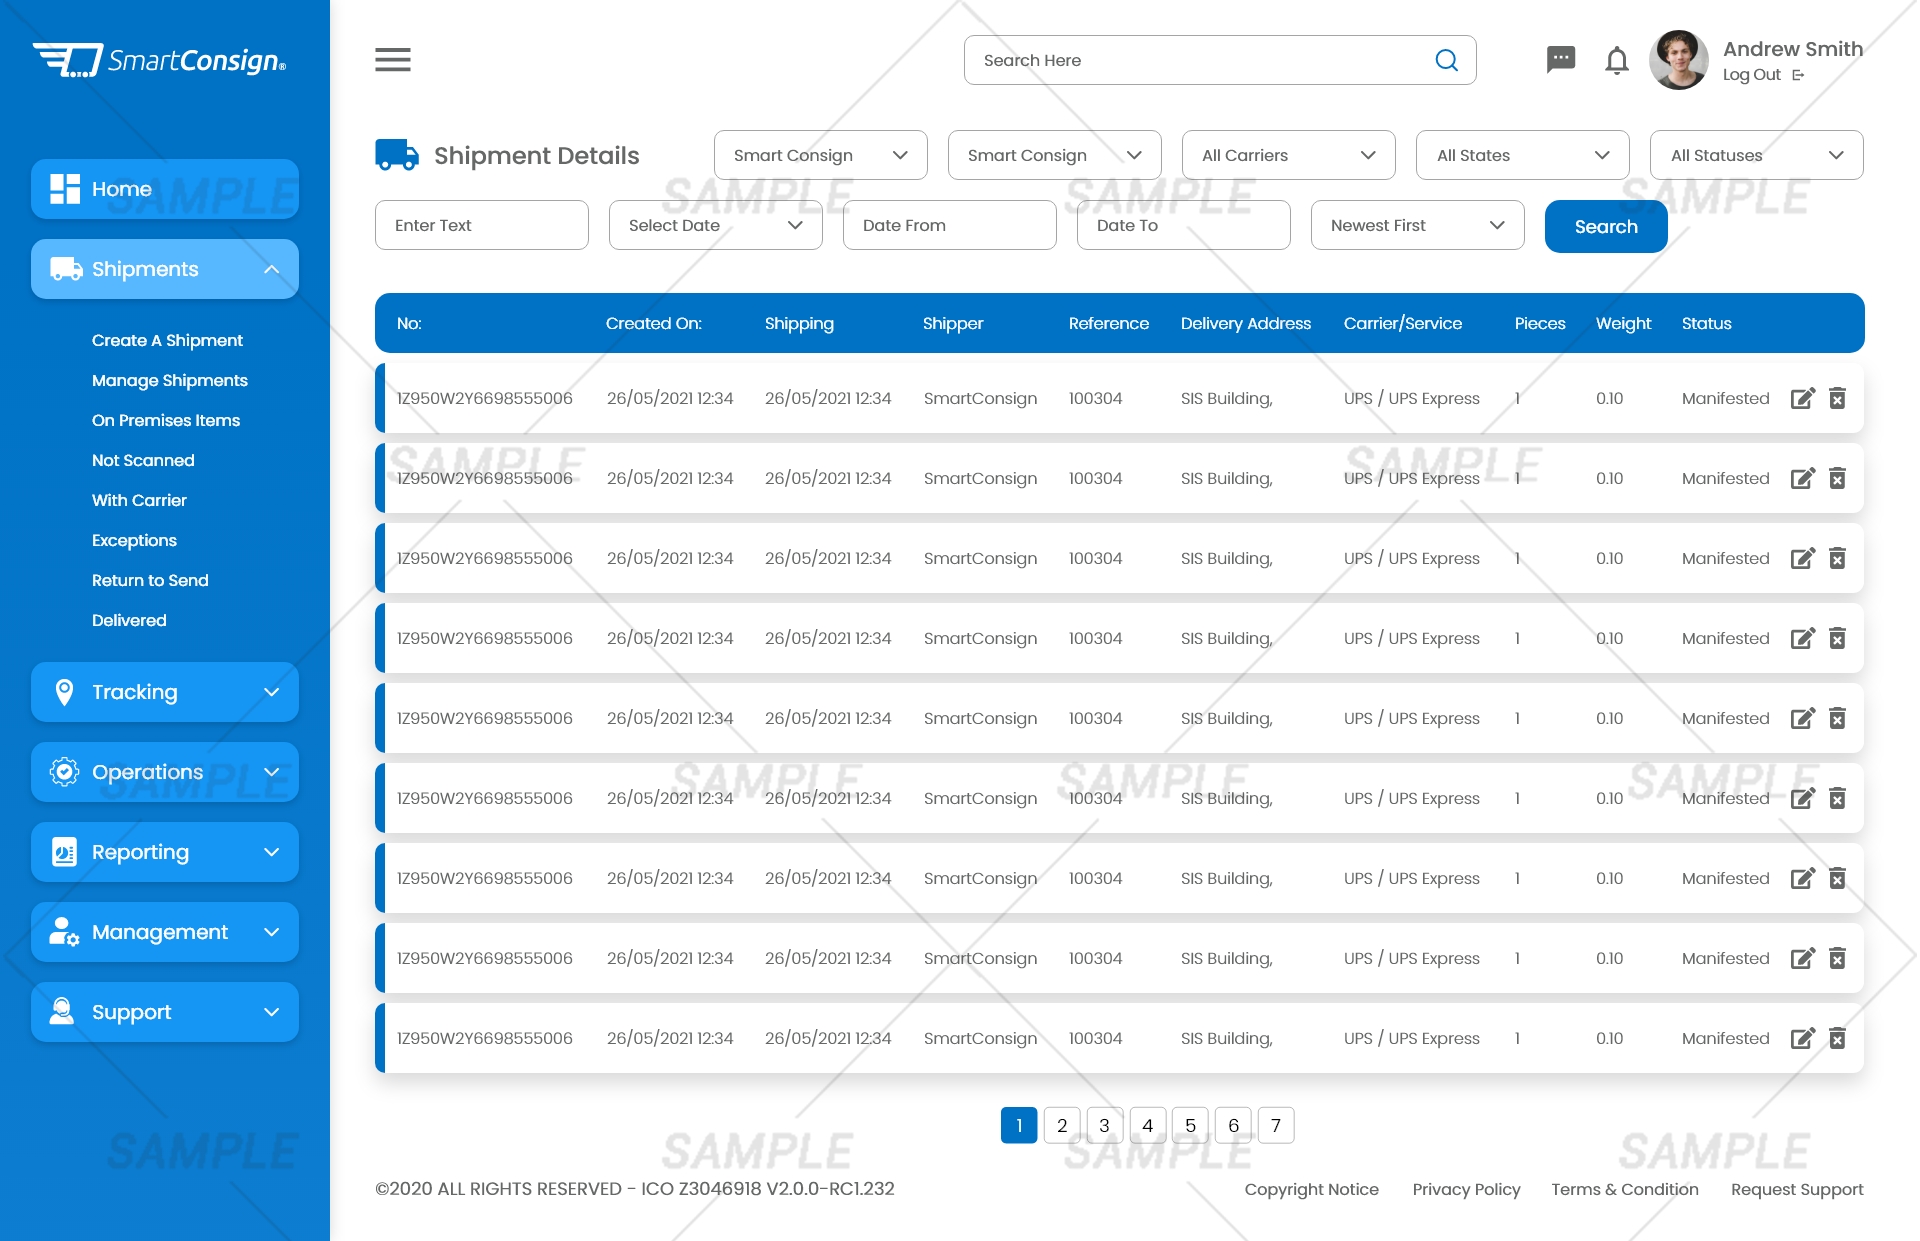 SmartConsign®
Search Here
Andrew Smith
Log Out
Home
Shipments
Create A Shipment
Manage Shipments
On Premises Items
Not Scanned
With Carrier
Exceptions
Return to Send
Delivered
Tracking
Operations
Reporting
Management
Support
Shipment Details
Smart Consign Smart Consign All Carriers All States All Statuses
Enter Text Select Date Date From Date To Newest First Search
No: Created On: Shipping Shipper Reference Delivery Address Carrier/Service Pieces Weight Status
1Z950W2Y6698555006 26/05/2021 12:34 26/05/2021 12:34 SmartConsign 100304 SIS Building, UPS / UPS Express 1 0.10 Manifested
1Z950W2Y6698555006 26/05/2021 12:34 26/05/2021 12:34 SmartConsign 100304 SIS Building, UPS / UPS Express 1 0.10 Manifested
1Z950W2Y6698555006 26/05/2021 12:34 26/05/2021 12:34 SmartConsign 100304 SIS Building, UPS / UPS Express 1 0.10 Manifested
1Z950W2Y6698555006 26/05/2021 12:34 26/05/2021 12:34 SmartConsign 100304 SIS Building, UPS / UPS Express 1 0.10 Manifested
1Z950W2Y6698555006 26/05/2021 12:34 26/05/2021 12:34 SmartConsign 100304 SIS Building, UPS / UPS Express 1 0.10 Manifested
1Z950W2Y6698555006 26/05/2021 12:34 26/05/2021 12:34 SmartConsign 100304 SIS Building, UPS / UPS Express 1 0.10 Manifested
1Z950W2Y6698555006 26/05/2021 12:34 26/05/2021 12:34 SmartConsign 100304 SIS Building, UPS / UPS Express 1 0.10 Manifested
1Z950W2Y6698555006 26/05/2021 12:34 26/05/2021 12:34 SmartConsign 100304 SIS Building, UPS / UPS Express 1 0.10 Manifested
1Z950W2Y6698555006 26/05/2021 12:34 26/05/2021 12:34 SmartConsign 100304 SIS Building, UPS / UPS Express 1 0.10 Manifested
1 2 3 4 5 6 7
©2020 ALL RIGHTS RESERVED - ICO Z3046918 V2.0.0-RC1.232
Copyright Notice Privacy Policy Terms & Condition Request Support
SAMPLE SAMPLE SAMPLE SAMPLE
SAMPLE SAMPLE
SAMPLE SAMPLE SAMPLE SAMPLE
SAMPLE SAMPLE SAMPLE SAMPLE